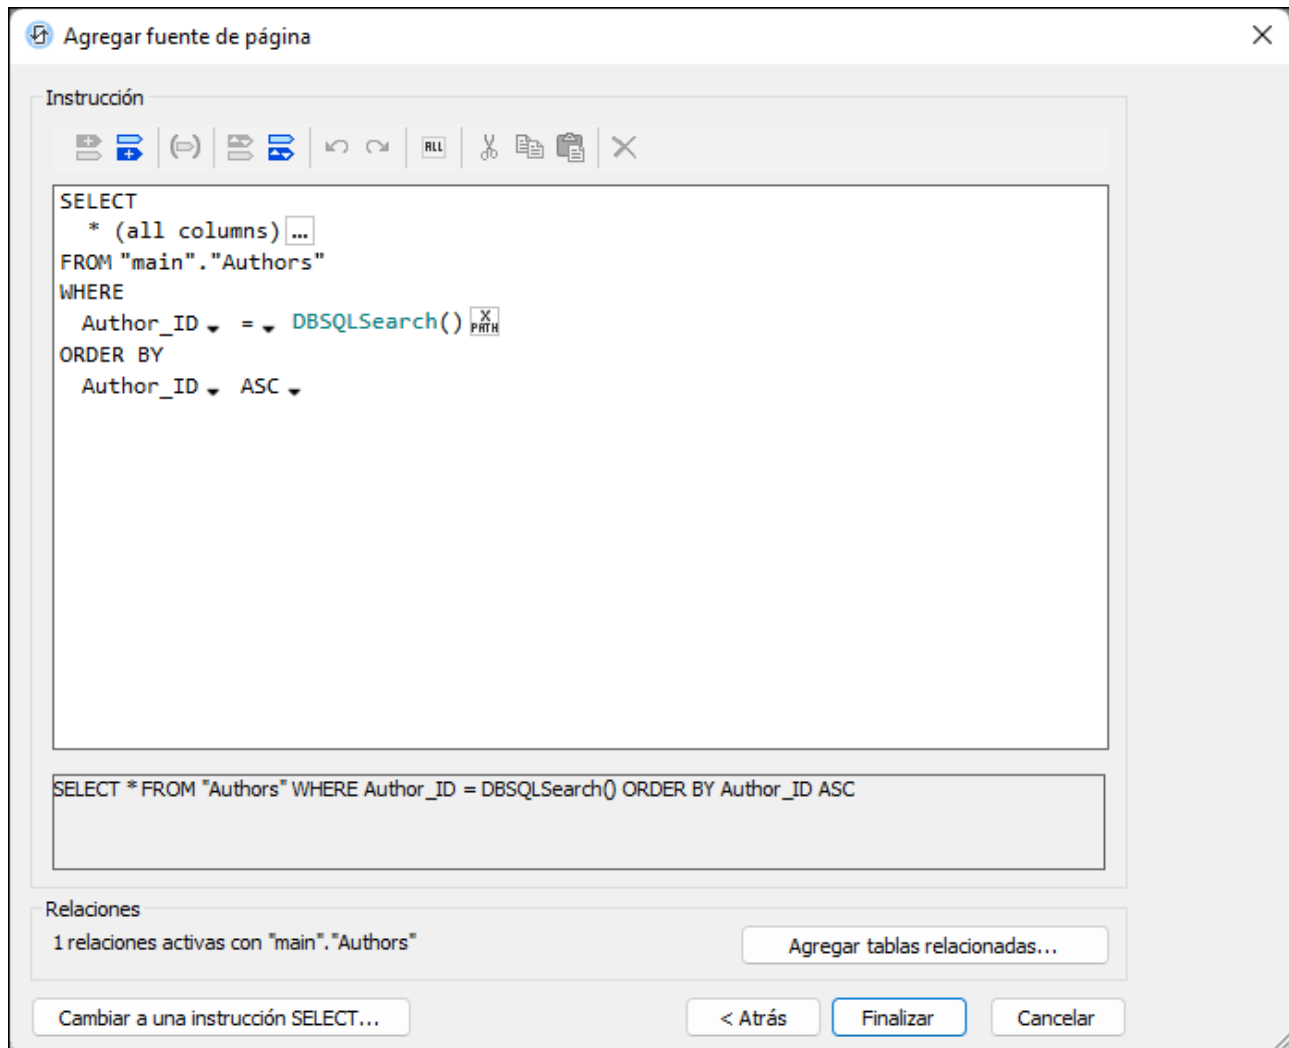 Agregar fuente de página
Instrucción
ALL
SELECT
* (all columns) ...
FROM "main"."Authors"
WHERE
Author_ID = DBSQLSearch() X PATH
ORDER BY
Author_ID ASC
SELECT * FROM "Authors" WHERE Author_ID = DBSQLSearch() ORDER BY Author_ID ASC
Relaciones
1 relaciones activas con "main"."Authors"
Agregar tablas relacionadas...
Cambiar a una instrucción SELECT... < Atrás Finalizar Cancelar